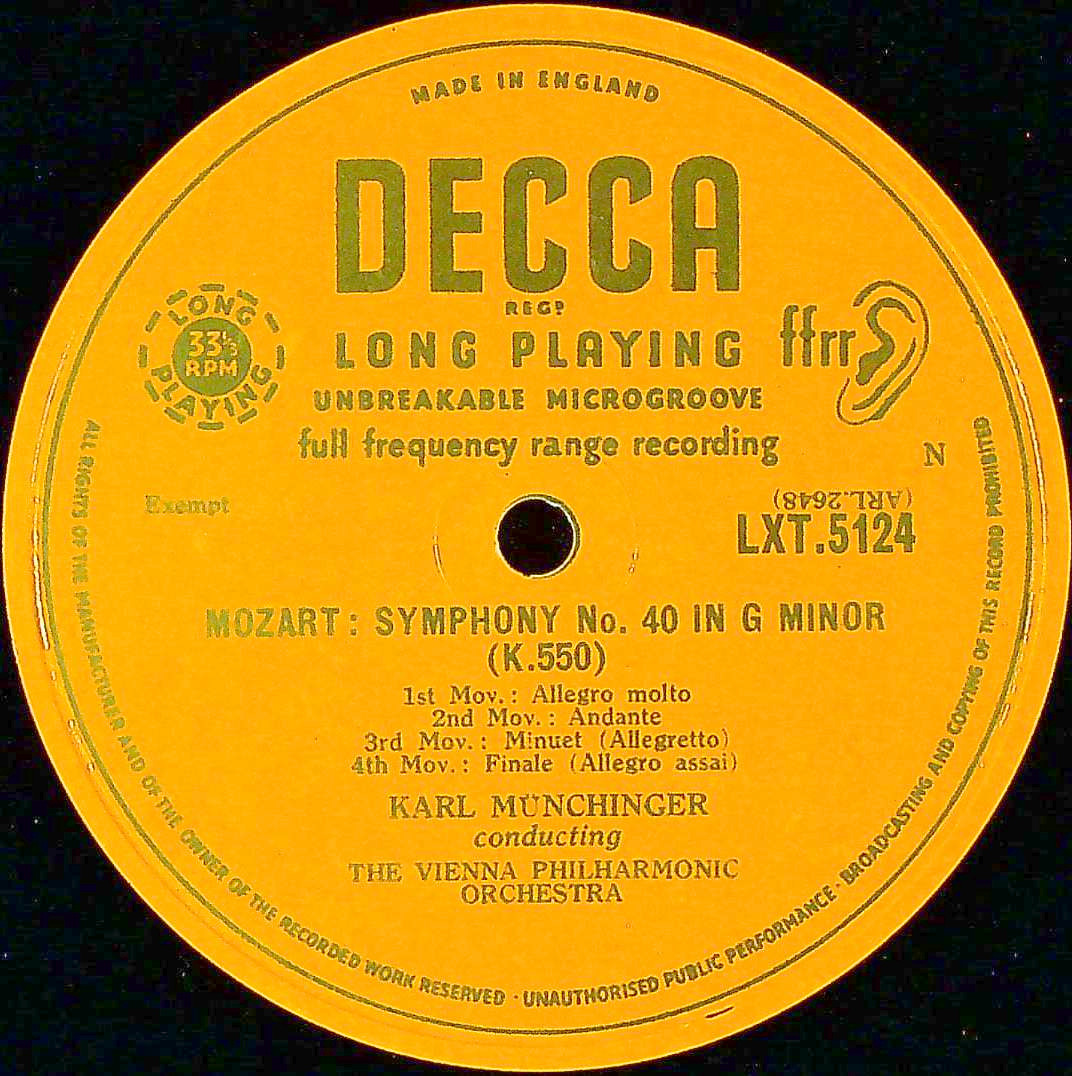 MADE IN ENGLAND
DECCA
REGD
LONG PLAYING
33⅓ RPM
LONG PLAYING
ffrr
UNBREAKABLE MICROGROOVE
full frequency range recording
N
Exempt
(ARL.2648)
LXT.5124
MOZART: SYMPHONY No. 40 IN G MINOR
(K.550)
1st Mov.: Allegro molto
2nd Mov.: Andante
3rd Mov.: Minuet (Allegretto)
4th Mov.: Finale (Allegro assai)
KARL MÜNCHINGER
conducting
THE VIENNA PHILHARMONIC
ORCHESTRA
ALL RIGHTS OF THE MANUFACTURER AND OF THE OWNER OF THE RECORDED WORK RESERVED · UNAUTHORISED PUBLIC PERFORMANCE · BROADCASTING AND COPYING OF THIS RECORD PROHIBITED